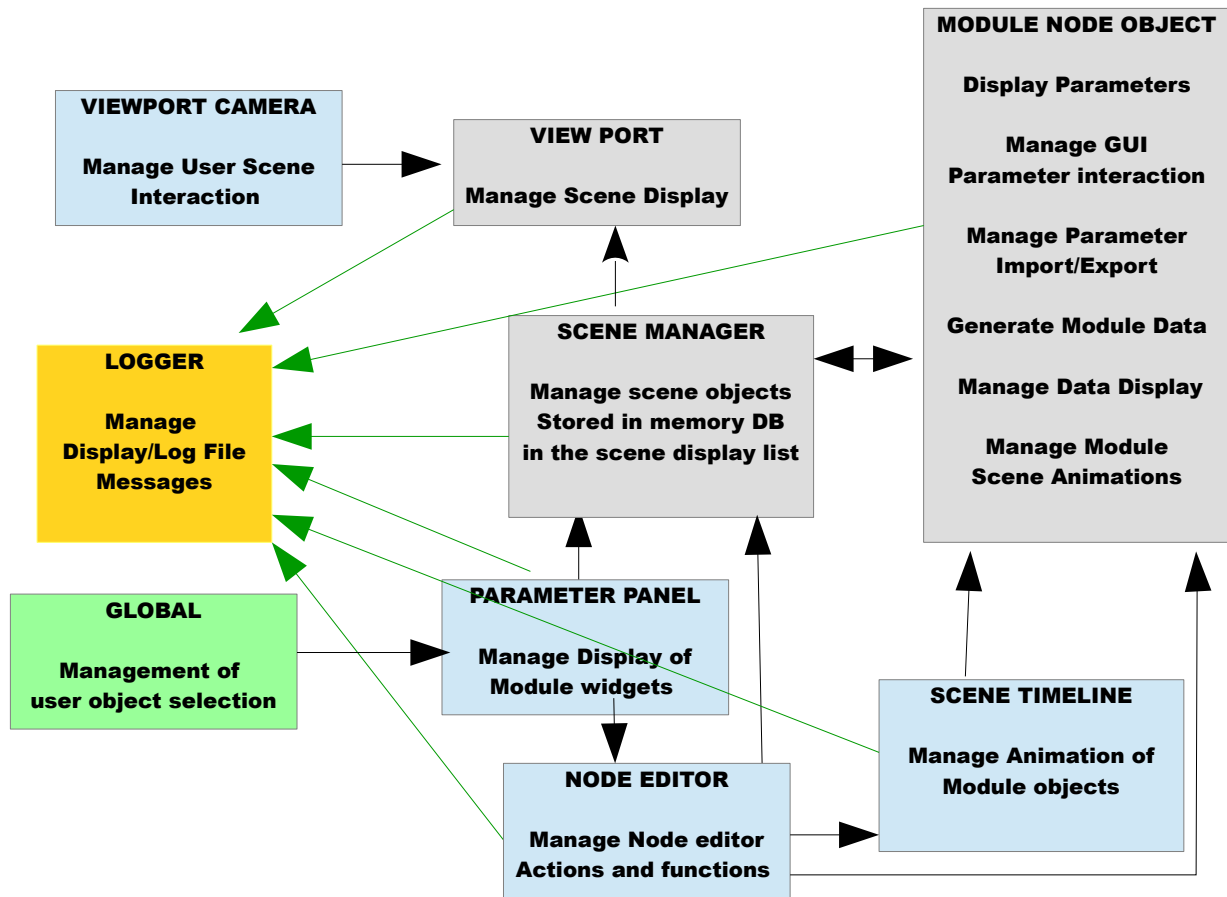 MODULE NODE OBJECT
Display Parameters
Manage GUI
Parameter interaction
Manage Parameter
Import/Export
Generate Module Data
Manage Data Display
Manage Module
Scene Animations
VIEWPORT CAMERA
Manage User Scene
Interaction
VIEW PORT
Manage Scene Display
SCENE MANAGER
Manage scene objects
Stored in memory DB
in the scene display list
LOGGER
Manage
Display/Log File
Messages
GLOBAL
Management of
user object selection
PARAMETER PANEL
Manage Display of
Module widgets
SCENE TIMELINE
Manage Animation of
Module objects
NODE EDITOR
Manage Node editor
Actions and functions